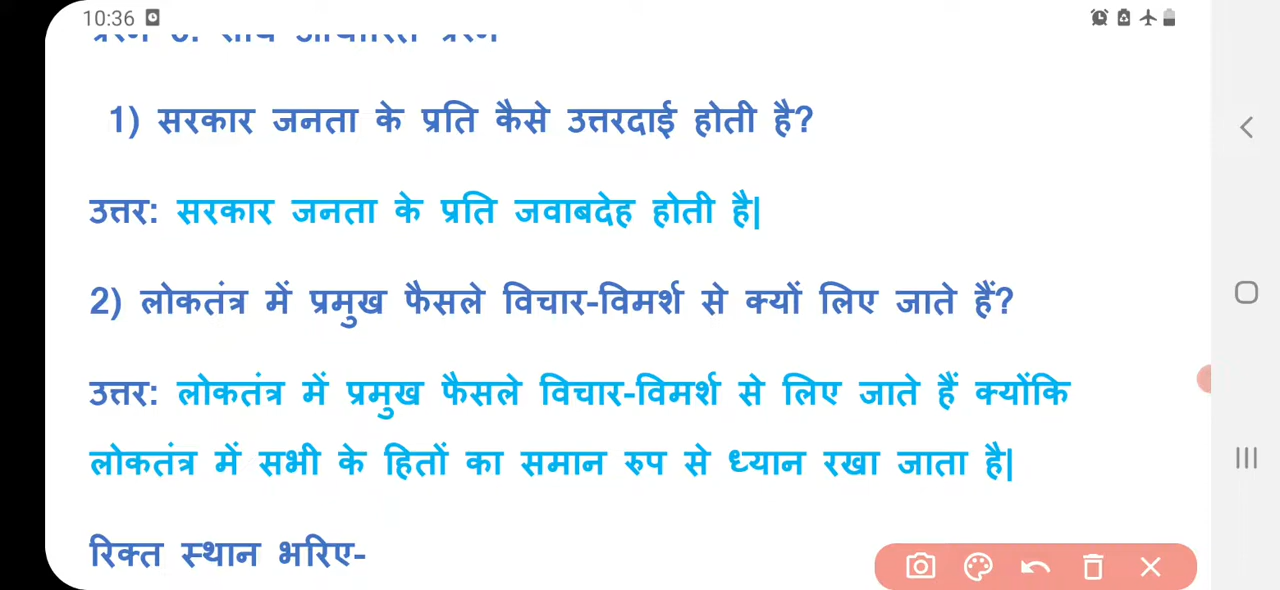 10:36
1) सरकार जनता के प्रति कैसे उत्तरदाई होती है?
उत्तर: सरकार जनता के प्रति जवाबदेह होती है|
2) लोकतंत्र में प्रमुख फैसले विचार-विमर्श से क्यों लिए जाते हैं?
उत्तर: लोकतंत्र में प्रमुख फैसले विचार-विमर्श से लिए जाते हैं क्योंकि
लोकतंत्र में सभी के हितों का समान रुप से ध्यान रखा जाता है|
रिक्त स्थान भरिए-